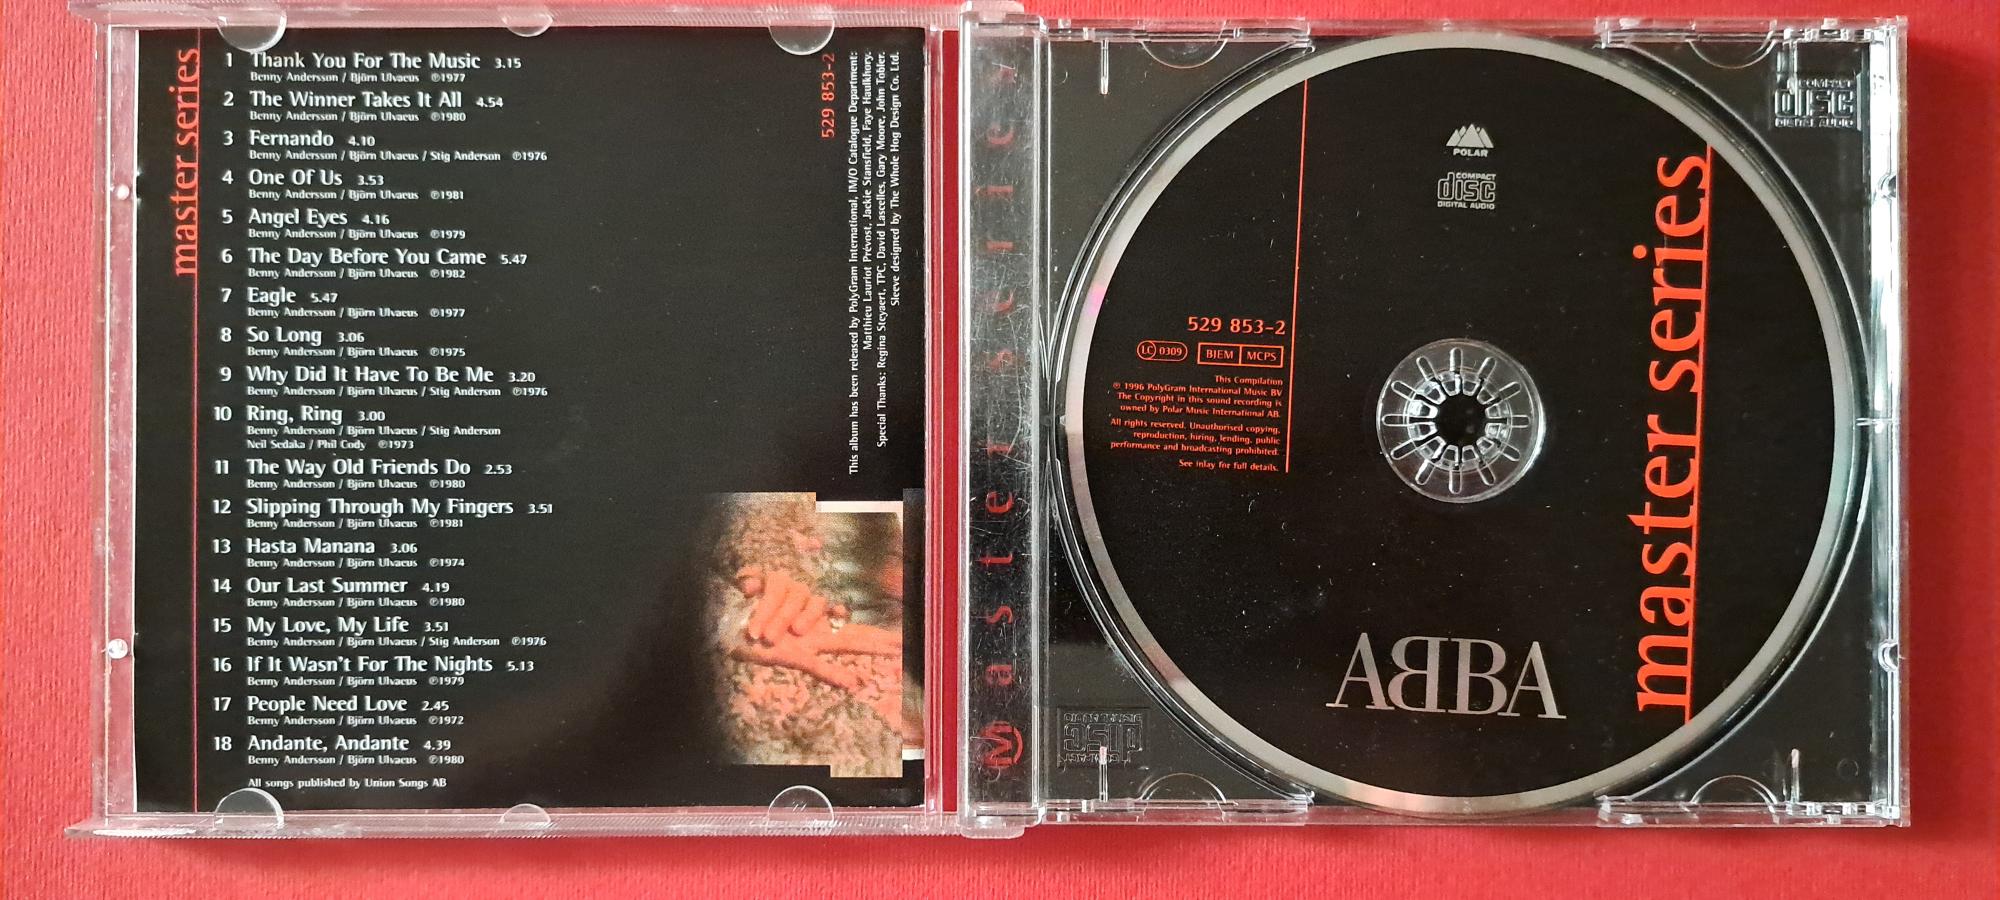 master series
1 Thank You For The Music 3.15
Benny Andersson / Björn Ulvaeus ℗1977
2 The Winner Takes It All 4.54
Benny Andersson / Björn Ulvaeus ℗1980
3 Fernando 4.10
Benny Andersson / Björn Ulvaeus / Stig Anderson ℗1976
4 One Of Us 3.53
Benny Andersson / Björn Ulvaeus ℗1981
5 Angel Eyes 4.16
Benny Andersson / Björn Ulvaeus ℗1979
6 The Day Before You Came 5.47
Benny Andersson / Björn Ulvaeus ℗1982
7 Eagle 5.47
Benny Andersson / Björn Ulvaeus ℗1977
8 So Long 3.06
Benny Andersson / Björn Ulvaeus ℗1975
9 Why Did It Have To Be Me 3.20
Benny Andersson / Björn Ulvaeus / Stig Anderson ℗1976
10 Ring, Ring 3.00
Benny Andersson / Björn Ulvaeus / Stig Anderson
Neil Sedaka / Phil Cody ℗1973
11 The Way Old Friends Do 2.53
Benny Andersson / Björn Ulvaeus ℗1980
12 Slipping Through My Fingers 3.51
Benny Andersson / Björn Ulvaeus ℗1981
13 Hasta Manana 3.06
Benny Andersson / Björn Ulvaeus ℗1974
14 Our Last Summer 4.19
Benny Andersson / Björn Ulvaeus ℗1980
15 My Love, My Life 3.51
Benny Andersson / Björn Ulvaeus / Stig Anderson ℗1976
16 If It Wasn't For The Nights 5.13
Benny Andersson / Björn Ulvaeus ℗1979
17 People Need Love 2.45
Benny Andersson / Björn Ulvaeus ℗1972
18 Andante, Andante 4.39
Benny Andersson / Björn Ulvaeus ℗1980
All songs published by Union Songs AB
529 853-2
This album has been released by PolyGram International, IM/O Catalogue Department:
Matthieu Lauriot Prévost, Jackie Stansfield, Faye Haulkhory.
Special Thanks: Regina Steyaert, TPC, David Lascelles, Gary Moore, John Tobler.
Sleeve designed by The Whole Hog Design Co. Ltd.
master series
M
POLAR
COMPACT
disc
DIGITAL AUDIO
529 853-2
LC 0309 BIEM MCPS
This Compilation
℗ 1996 PolyGram International Music BV
The Copyright in this sound recording is
owned by Polar Music International AB.
All rights reserved. Unauthorised copying,
reproduction, hiring, lending, public
performance and broadcasting prohibited.
See inlay for full details.
ABBA
master series
COMPACT
disc
DIGITAL AUDIO
COMPACT
disc
DIGITAL AUDIO